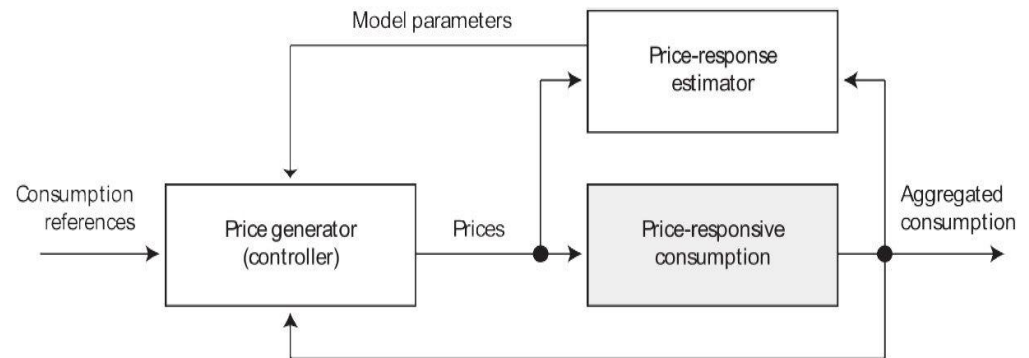 Model parameters
Price-response
estimator
Consumption
references
Price generator
(controller)
Prices
Price-responsive
consumption
Aggregated
consumption